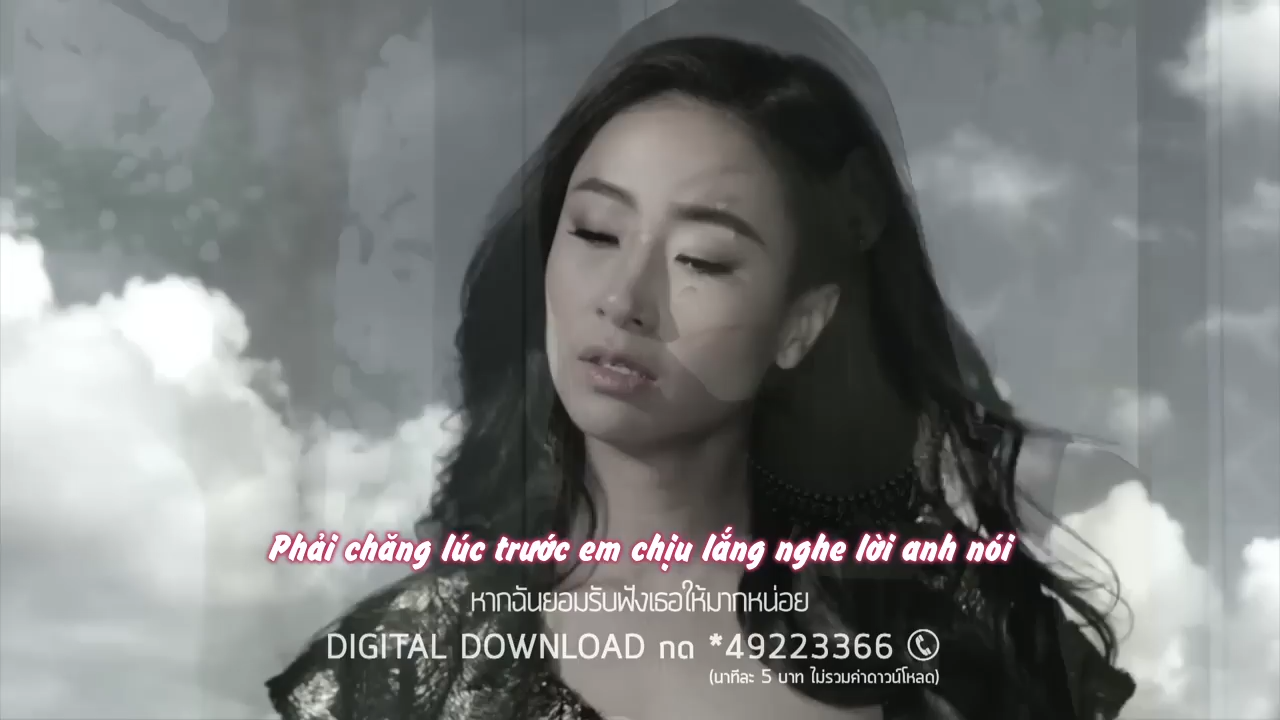 Phải chăng lúc trước em chịu lắng nghe lời anh nói
หากฉันยอมรับฟังเธอให้มากหน่อย
DIGITAL DOWNLOAD กด *49223366
(นาทีละ 5 บาท ไม่รวมค่าดาวน์โหลด)